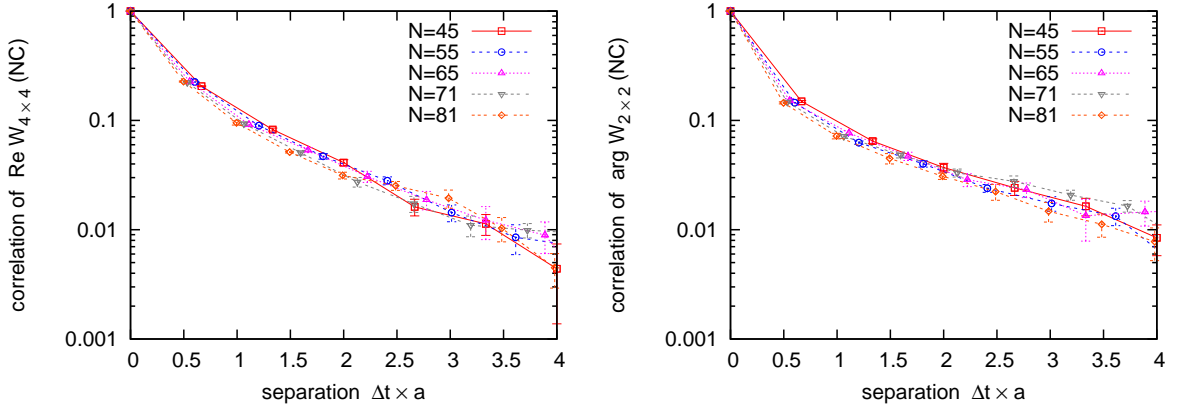 correlation of Re W4 × 4 (NC)
1
0.1
0.01
0.001
0
0.5
1
1.5
2
2.5
3
3.5
4
separation Δt × a
N=45
N=55
N=65
N=71
N=81
correlation of arg W2 × 2 (NC)
1
0.1
0.01
0.001
0
0.5
1
1.5
2
2.5
3
3.5
4
separation Δt × a
N=45
N=55
N=65
N=71
N=81